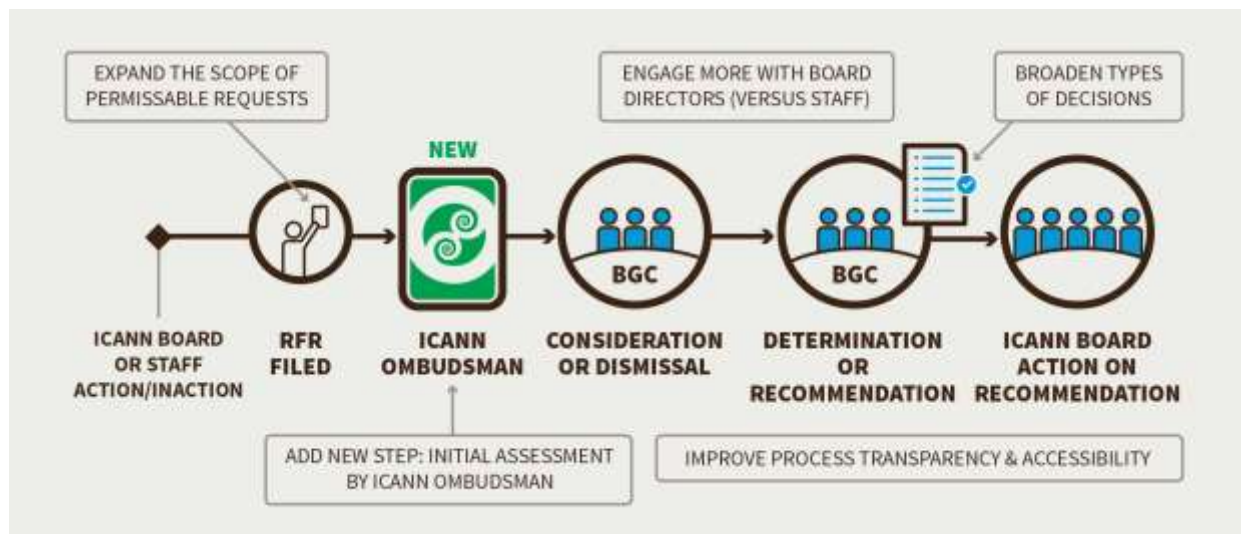 EXPAND THE SCOPE OF
PERMISSABLE REQUESTS
ENGAGE MORE WITH BOARD
DIRECTORS (VERSUS STAFF)
BROADEN TYPES
OF DECISIONS
NEW
BGC
BGC
ICANN BOARD
OR STAFF
ACTION/INACTION
RFR
FILED
ICANN
OMBUDSMAN
CONSIDERATION
OR DISMISSAL
DETERMINATION
OR
RECOMMENDATION
ICANN BOARD
ACTION ON
RECOMMENDATION
ADD NEW STEP: INITIAL ASSESSMENT
BY ICANN OMBUDSMAN
IMPROVE PROCESS TRANSPARENCY & ACCESSIBILITY